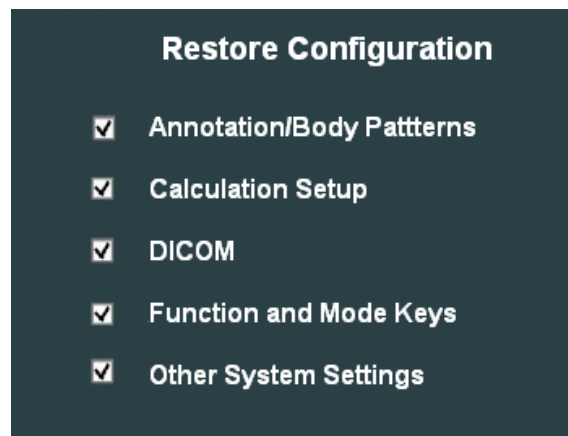 Restore Configuration
Annotation/Body Pattterns
Calculation Setup
DICOM
Function and Mode Keys
Other System Settings